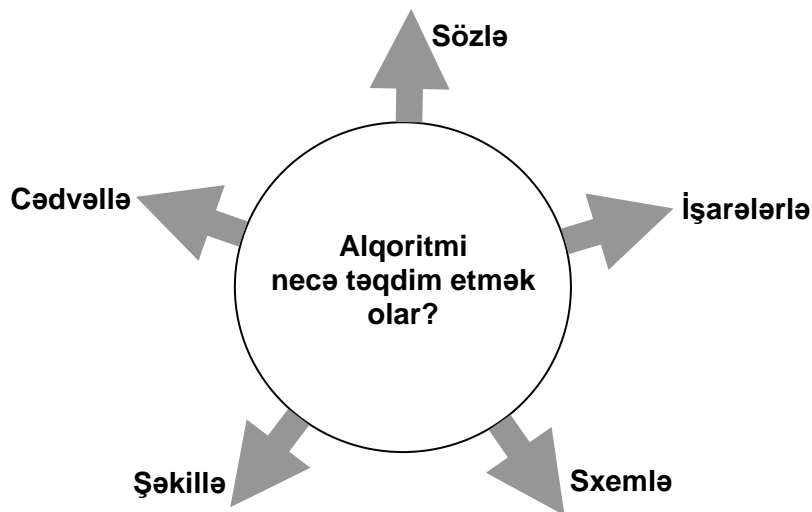 Sözlə
Cədvəllə
İşarələrlə
Alqoritmi
necə təqdim etmək
olar?
Şəkillə
Sxemlə